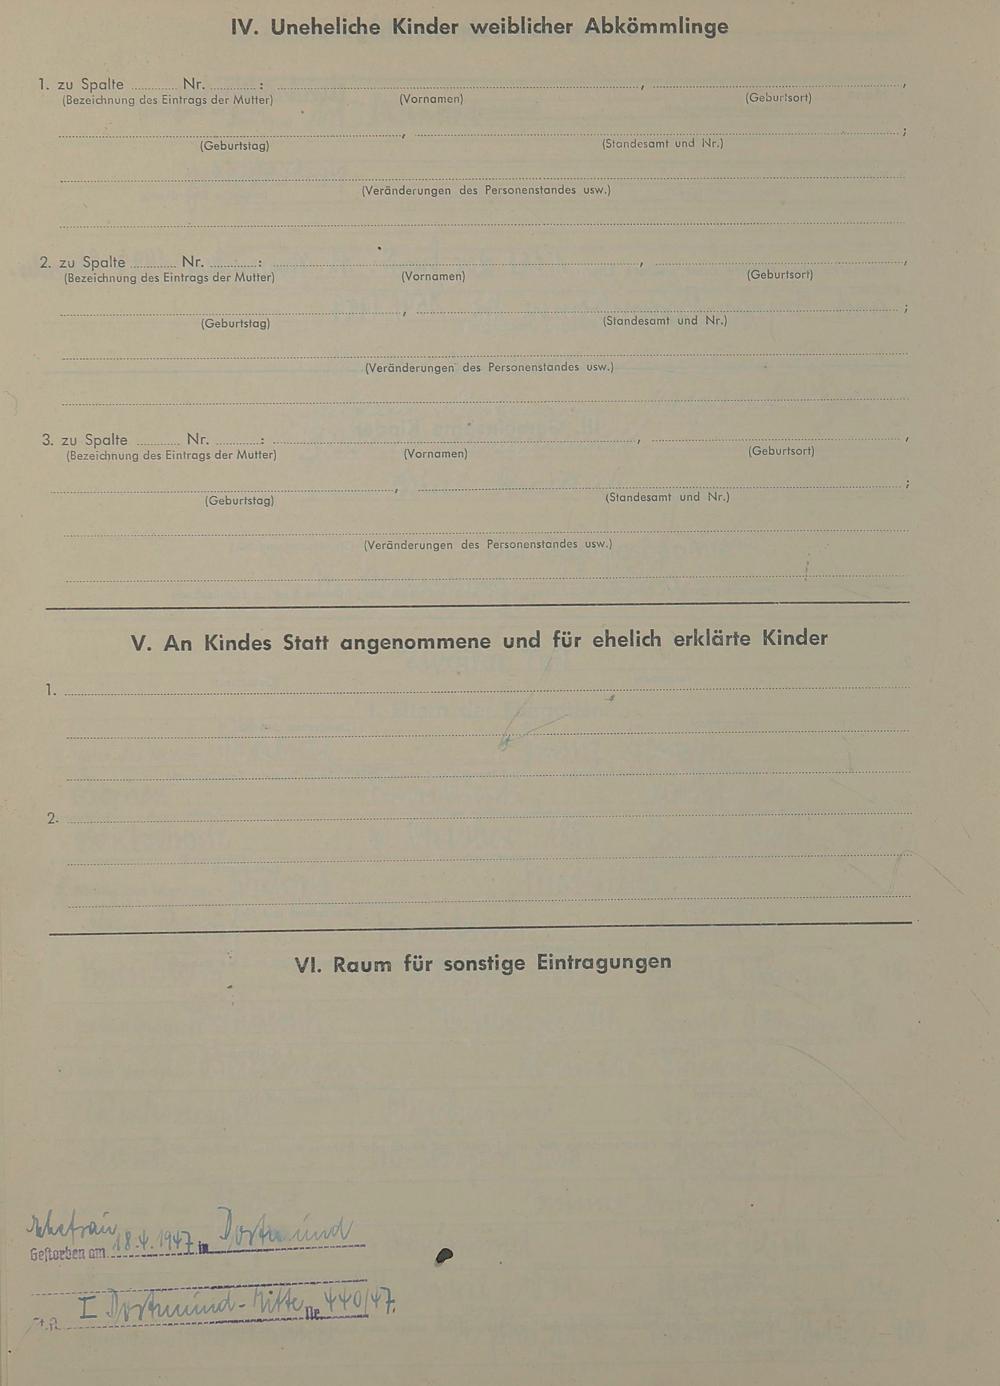 IV. Uneheliche Kinder weiblicher Abkömmlinge
1. zu Spalte ............ Nr. ............ : ............ , ............ ,
(Bezeichnung des Eintrags der Mutter) (Vornamen) (Geburtsort)
............ , ............ ;
(Geburtstag) (Standesamt und Nr.)
(Veränderungen des Personenstandes usw.)
2. zu Spalte ............ Nr. ............ : ............ , ............ ,
(Bezeichnung des Eintrags der Mutter) (Vornamen) (Geburtsort)
............ , ............ ;
(Geburtstag) (Standesamt und Nr.)
(Veränderungen des Personenstandes usw.)
3. zu Spalte ............ Nr. ............ : ............ , ............ ,
(Bezeichnung des Eintrags der Mutter) (Vornamen) (Geburtsort)
............ , ............ ;
(Geburtstag) (Standesamt und Nr.)
(Veränderungen des Personenstandes usw.)
V. An Kindes Statt angenommene und für ehelich erklärte Kinder
1.
2.
VI. Raum für sonstige Eintragungen
Ehefrau
Gestorben am 18.4.1947 in Dortmund
St.A. I Dortmund-Mitte Nr. 440/47.